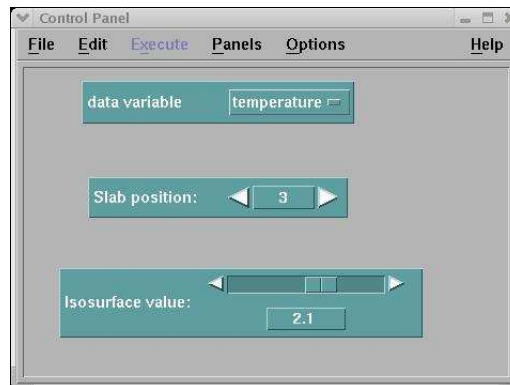 Control Panel
File Edit Execute Panels Options Help
data variable temperature
Slab position: 3
Isosurface value:
2.1